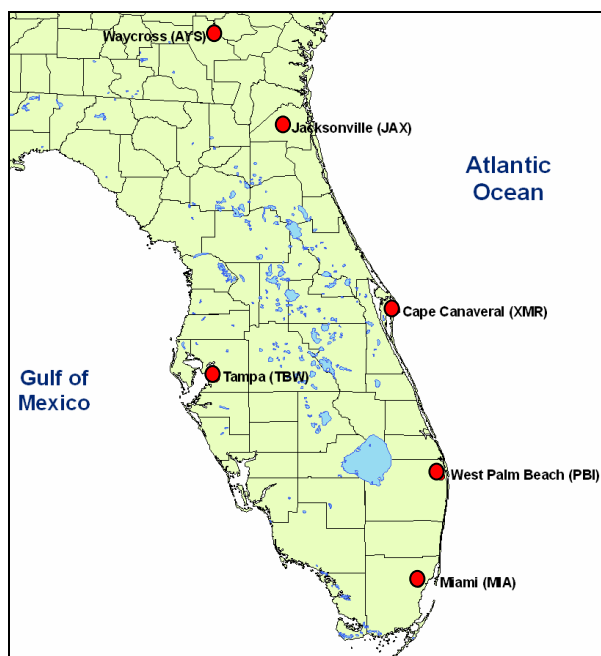 Waycross (AYS)
Jacksonville (JAX)
Atlantic
Ocean
Cape Canaveral (XMR)
Gulf of
Mexico
Tampa (TBW)
West Palm Beach (PBI)
Miami (MIA)